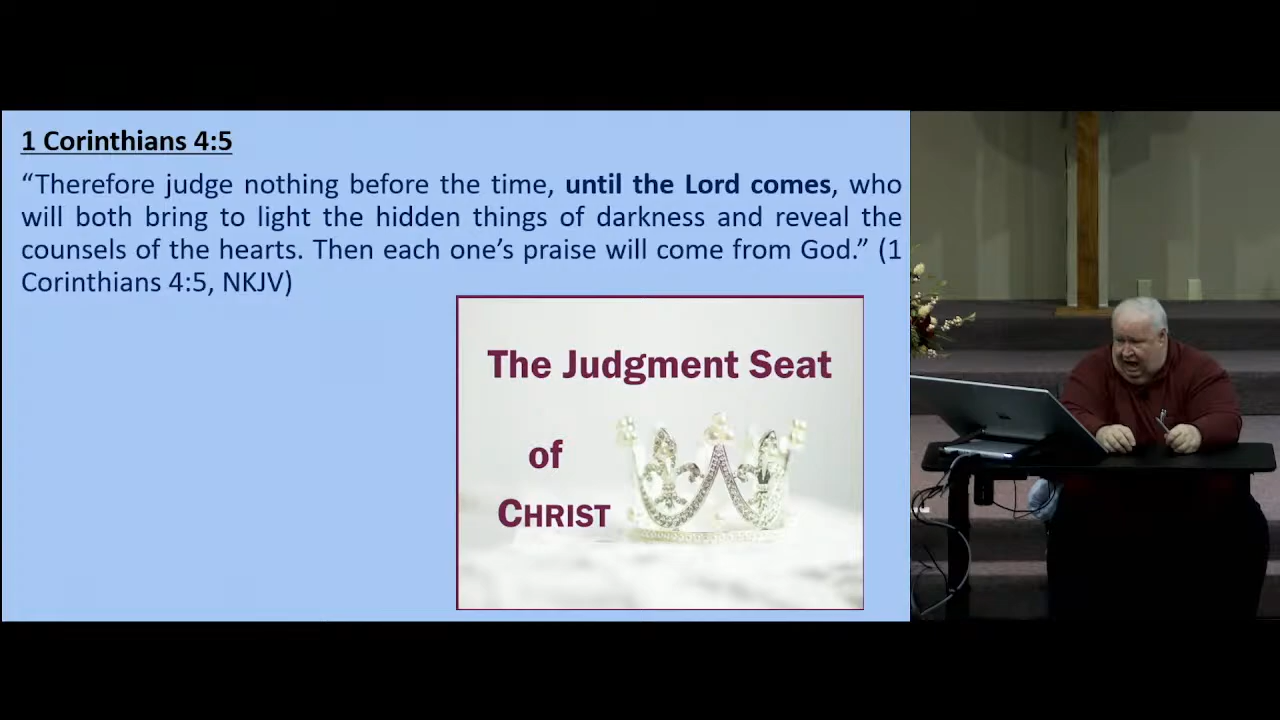 1 Corinthians 4:5
“Therefore judge nothing before the time, until the Lord comes, who
will both bring to light the hidden things of darkness and reveal the
counsels of the hearts. Then each one’s praise will come from God.” (1
Corinthians 4:5, NKJV)
The Judgment Seat
of
CHRIST